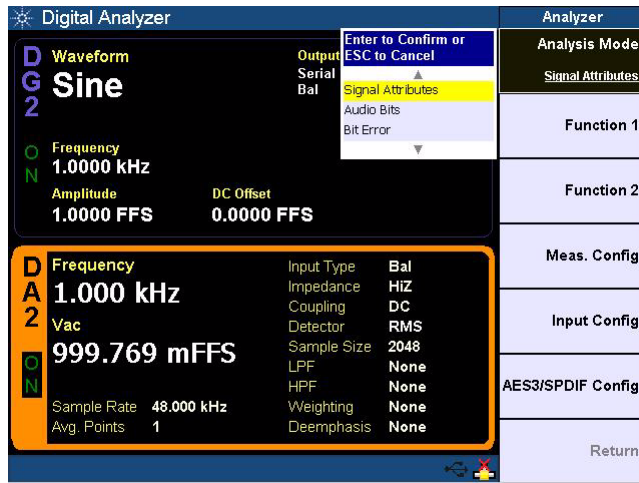 Digital Analyzer
Analyzer
DG2
ON
Waveform
Sine
Output
Serial
Bal
Frequency
1.0000 kHz
Amplitude
1.0000 FFS
DC Offset
0.0000 FFS
Enter to Confirm or
ESC to Cancel
Signal Attributes
Audio Bits
Bit Error
DA2
ON
Frequency
1.000 kHz
Vac
999.769 mFFS
Sample Rate 48.000 kHz
Avg. Points 1
Input Type Bal
Impedance HiZ
Coupling DC
Detector RMS
Sample Size 2048
LPF None
HPF None
Weighting None
Deemphasis None
Analysis Mode
Signal Attributes
Function 1
Function 2
Meas. Config
Input Config
AES3/SPDIF Config
Return